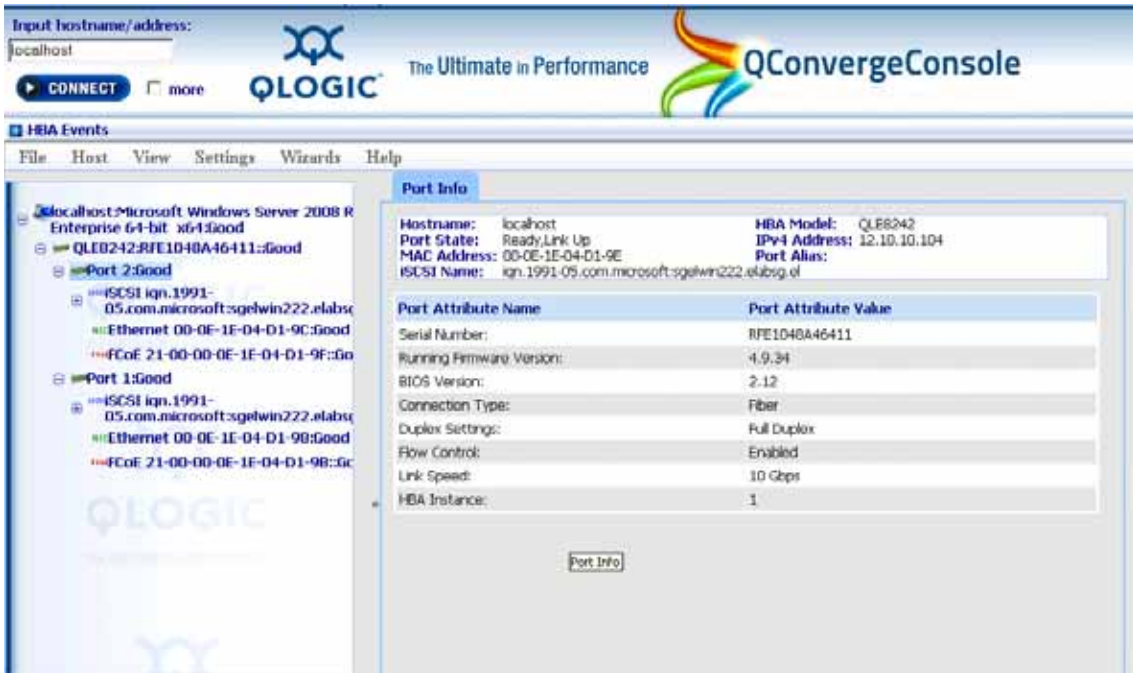 Input hostname/address:
localhost
CONNECT more
QLOGIC
The Ultimate in Performance
QConvergeConsole
HBA Events
File Host View Settings Wizards Help
localhost:Microsoft Windows Server 2008 R
Enterprise 64-bit x64:Good
QLE8242:RFE1048A46411::Good
Port 2:Good
iSCSI iqn.1991-
05.com.microsoft:sgelwin222.elabsg
Ethernet 00-0E-1E-04-D1-9C:Good
FCoE 21-00-00-0E-1E-04-D1-9F::Go
Port 1:Good
iSCSI iqn.1991-
05.com.microsoft:sgelwin222.elabsg
Ethernet 00-0E-1E-04-D1-98:Good
FCoE 21-00-00-0E-1E-04-D1-9B::Gc
QLOGIC
Port Info
Hostname: localhost HBA Model: QLE8242
Port State: Ready,Link Up IPv4 Address: 12.10.10.104
MAC Address: 00-0E-1E-04-D1-9E Port Alias:
iSCSI Name: iqn.1991-05.com.microsoft:sgelwin222.elabsg.el
Port Attribute Name Port Attribute Value
Serial Number: RFE1048A46411
Running Firmware Version: 4.9.34
BIOS Version: 2.12
Connection Type: Fiber
Duplex Settings: Full Duplex
Flow Control: Enabled
Link Speed: 10 Gbps
HBA Instance: 1
Port Info